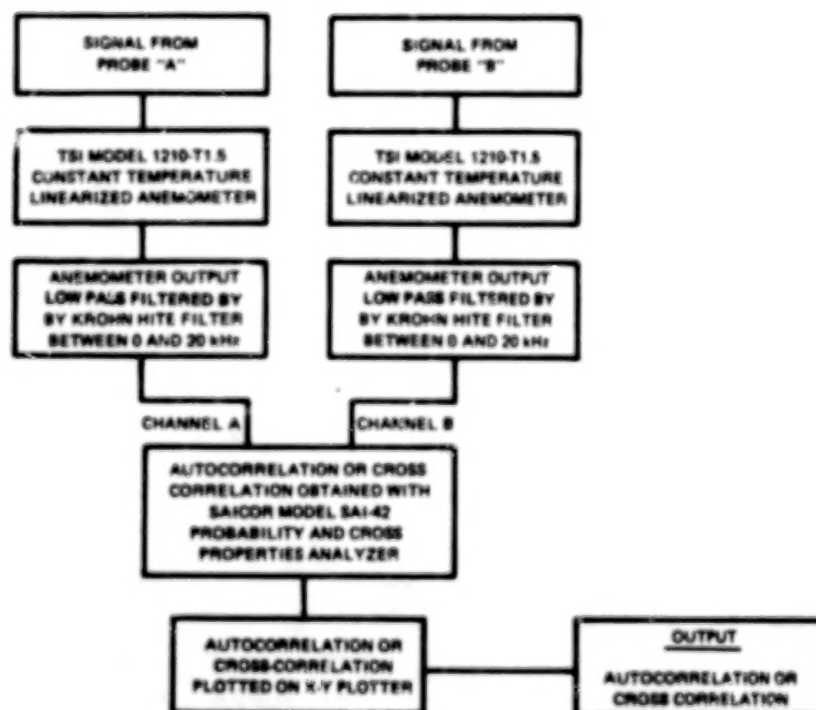 SIGNAL FROM
PROBE "A"
SIGNAL FROM
PROBE "B"
TSI MODEL 1210-T1.5
CONSTANT TEMPERATURE
LINEARIZED ANEMOMETER
TSI MODEL 1210-T1.5
CONSTANT TEMPERATURE
LINEARIZED ANEMOMETER
ANEMOMETER OUTPUT
LOW PASS FILTERED BY
BY KROHN HITE FILTER
BETWEEN 0 AND 20 kHz
ANEMOMETER OUTPUT
LOW PASS FILTERED BY
BY KROHN HITE FILTER
BETWEEN 0 AND 20 kHz
CHANNEL A
CHANNEL B
AUTOCORRELATION OR CROSS
CORRELATION OBTAINED WITH
SAICOR MODEL SAI-42
PROBABILITY AND CROSS
PROPERTIES ANALYZER
AUTOCORRELATION OR
CROSS-CORRELATION
PLOTTED ON X-Y PLOTTER
OUTPUT
AUTOCORRELATION OR
CROSS CORRELATION